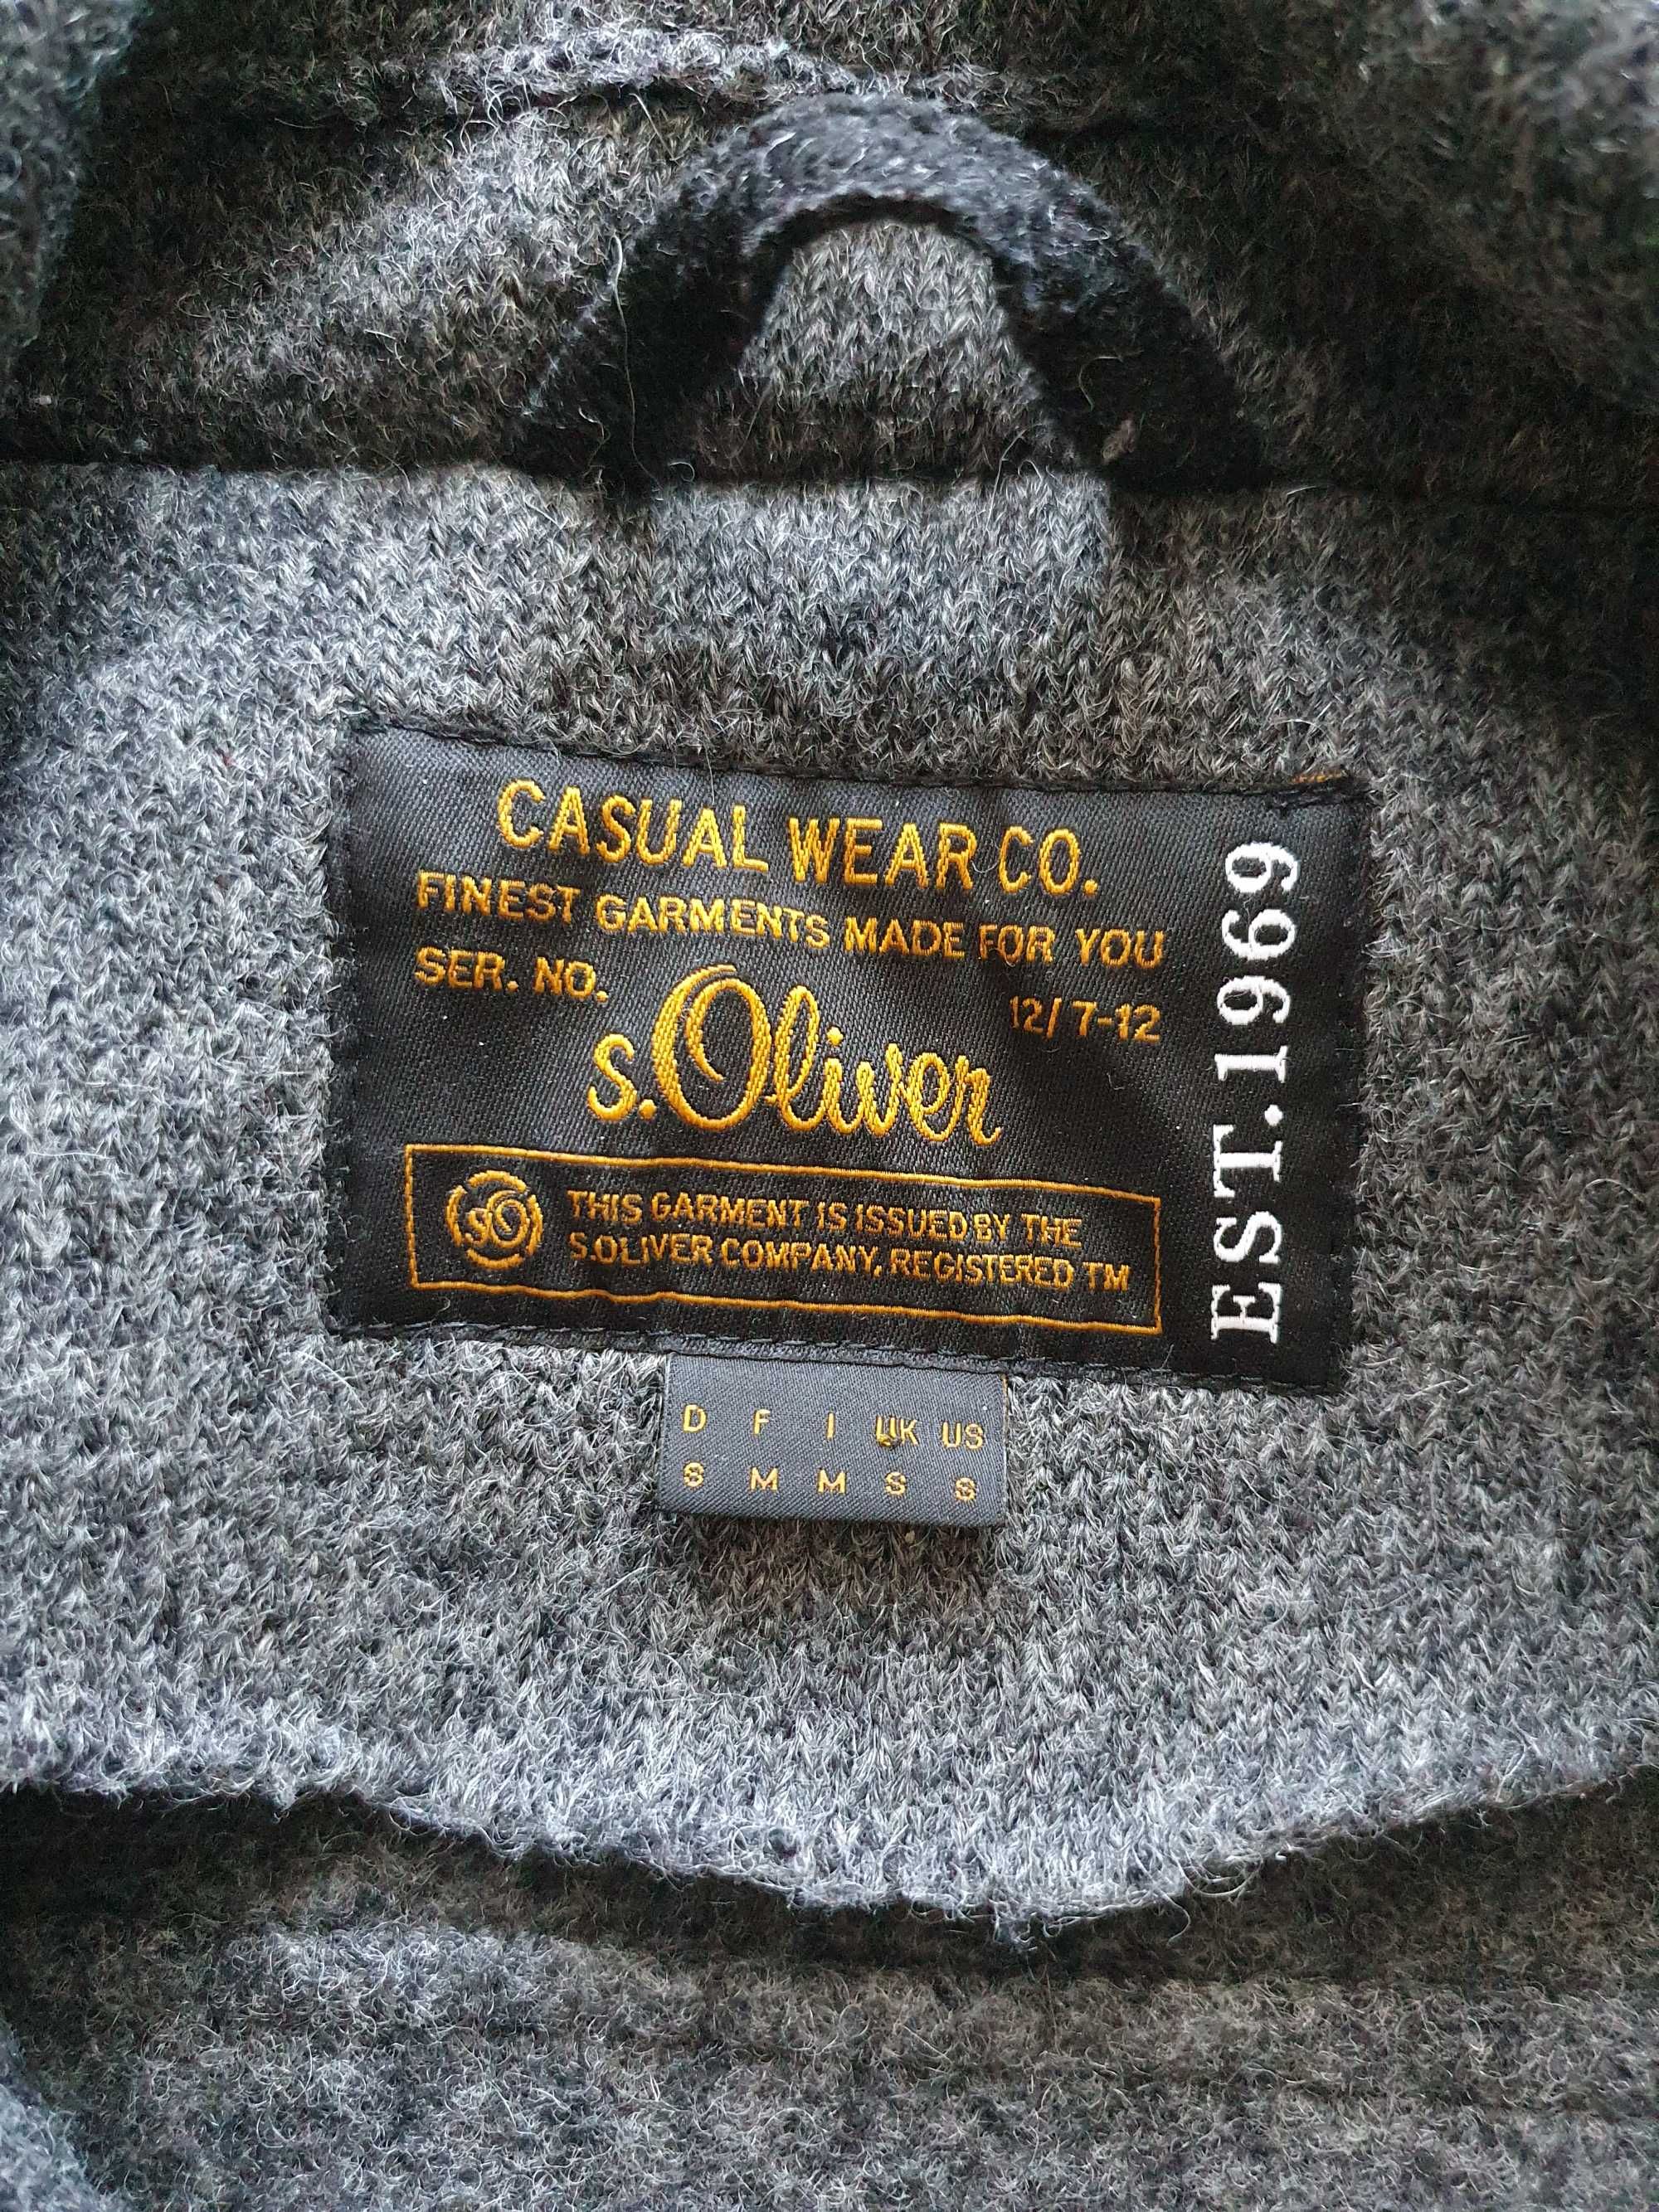 CASUAL WEAR CO.
FINEST GARMENTS MADE FOR YOU
SER. NO.
12/ 7-12
s.Oliver
sO
THIS GARMENT IS ISSUED BY THE
S.OLIVER COMPANY, REGISTERED TM
EST.1969
D F I UK US
S M M S S